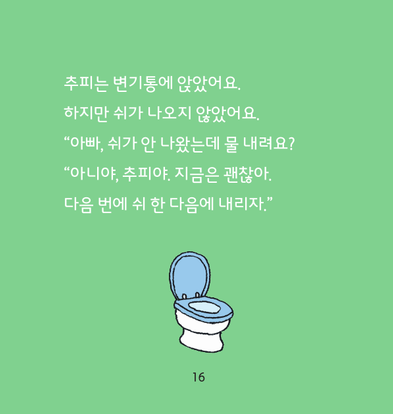 추피는 변기통에 앉았어요.
하지만 쉬가 나오지 않았어요.
“아빠, 쉬가 안 나왔는데 물 내려요?
“아니야, 추피야. 지금은 괜찮아.
다음 번에 쉬 한 다음에 내리자.”
16